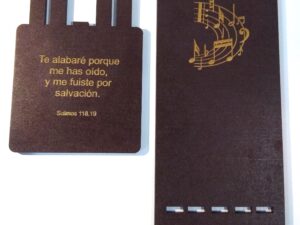 Te alabaré porque
me has oído,
y me fuiste por
salvación.
Salmos 118.19